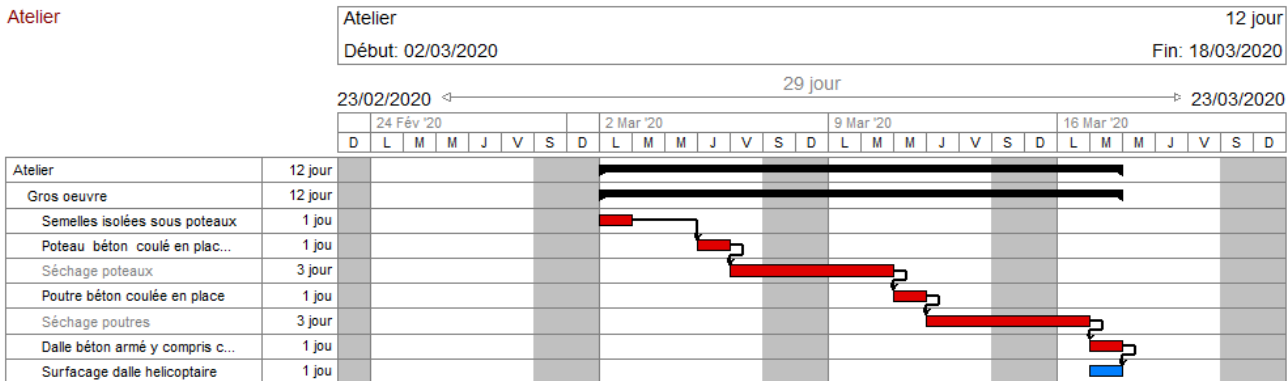 Atelier
Atelier 12 jour
Début: 02/03/2020 Fin: 18/03/2020
29 jour
23/02/2020 23/03/2020
24 Fév '20 2 Mar '20 9 Mar '20 16 Mar '20
D L M M J V S D L M M J V S D L M M J V S D L M M J V S D
Atelier 12 jour
Gros oeuvre 12 jour
Semelles isolées sous poteaux 1 jou
Poteau béton coulé en plac... 1 jou
Séchage poteaux 3 jour
Poutre béton coulée en place 1 jou
Séchage poutres 3 jour
Dalle béton armé y compris c... 1 jou
Surfacage dalle helicoptaire 1 jou